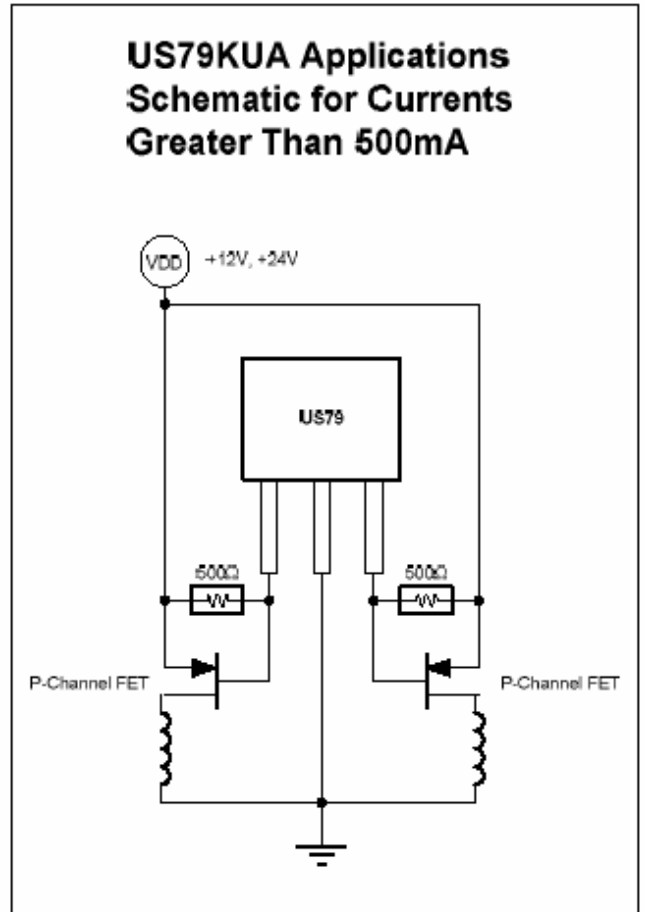 US79KUA Applications
Schematic for Currents
Greater Than 500mA
VDD
+12V, +24V
US79
500Ω
500Ω
P-Channel FET
P-Channel FET